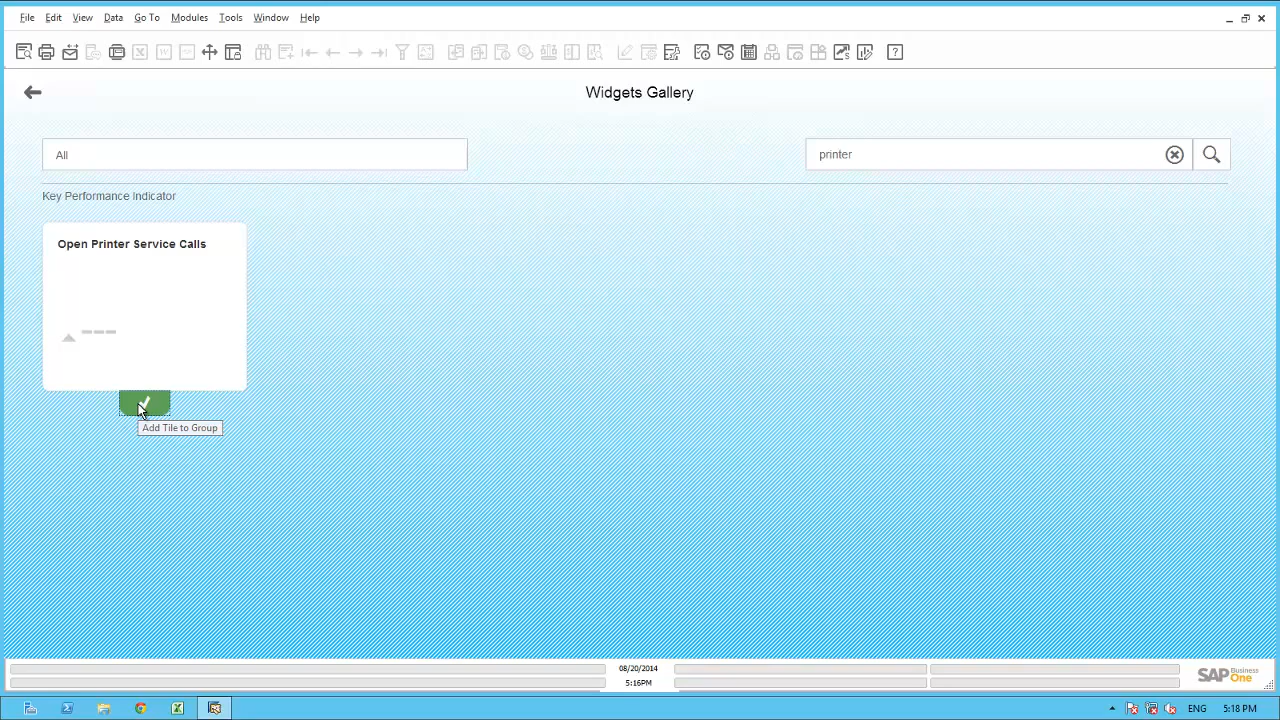 File Edit View Data Go To Modules Tools Window Help
Widgets Gallery
All
printer
Key Performance Indicator
Open Printer Service Calls
Add Tile to Group
08/20/2014
5:16PM
SAP Business One
ENG 5:18 PM